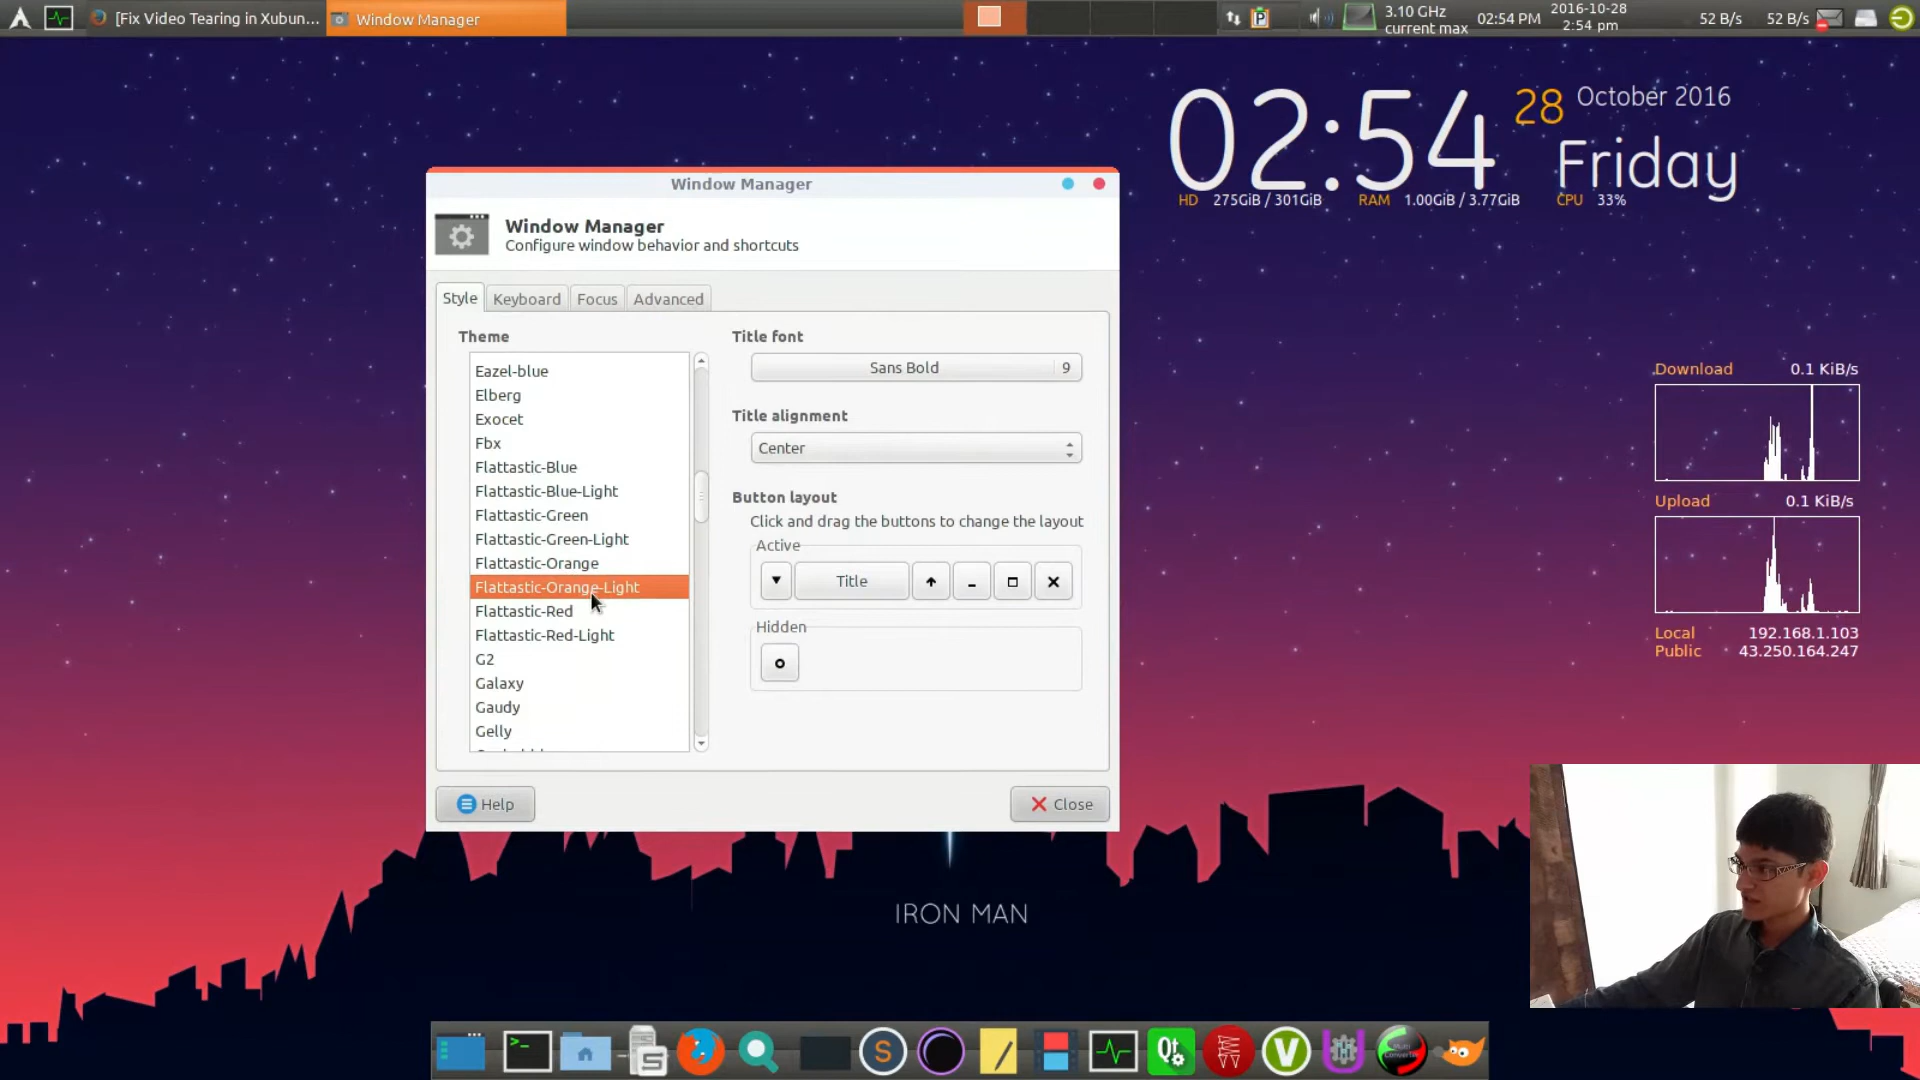 [Fix Video Tearing in Xubun...
Window Manager
3.10 GHz
current max
02:54 PM
2016-10-28
2:54 pm
52 B/s
52 B/s
02:54
28
October 2016
Friday
HD 275GiB / 301GiB RAM 1.00GiB / 3.77GiB CPU 33%
Window Manager
Window Manager
Configure window behavior and shortcuts
Style
Keyboard
Focus
Advanced
Theme
Eazel-blue
Elberg
Exocet
Fbx
Flattastic-Blue
Flattastic-Blue-Light
Flattastic-Green
Flattastic-Green-Light
Flattastic-Orange
Flattastic-Orange-Light
Flattastic-Red
Flattastic-Red-Light
G2
Galaxy
Gaudy
Gelly
Title font
Sans Bold 9
Title alignment
Center
Button layout
Click and drag the buttons to change the layout
Active
Title
Hidden
Help
Close
Download 0.1 KiB/s
Upload 0.1 KiB/s
Local 192.168.1.103
Public 43.250.164.247
IRON MAN